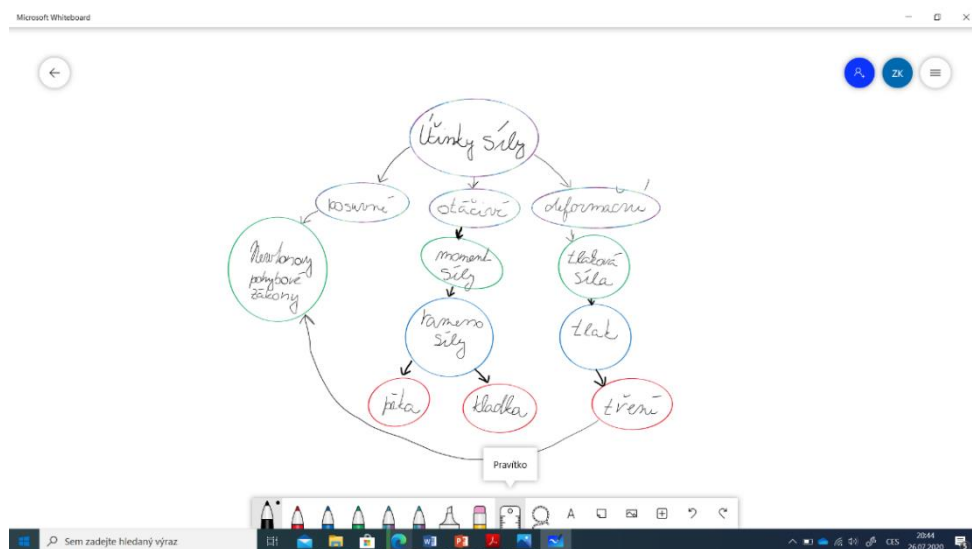 Microsoft Whiteboard
ZK
Účinky síly
posuvné
otáčivé
deformační
Newtonovy
pohybové
zákony
moment
síly
tlaková
síla
rameno
síly
tlak
páka
kladka
tření
Pravítko
A
Sem zadejte hledaný výraz
CES
20:44
26.07.2020